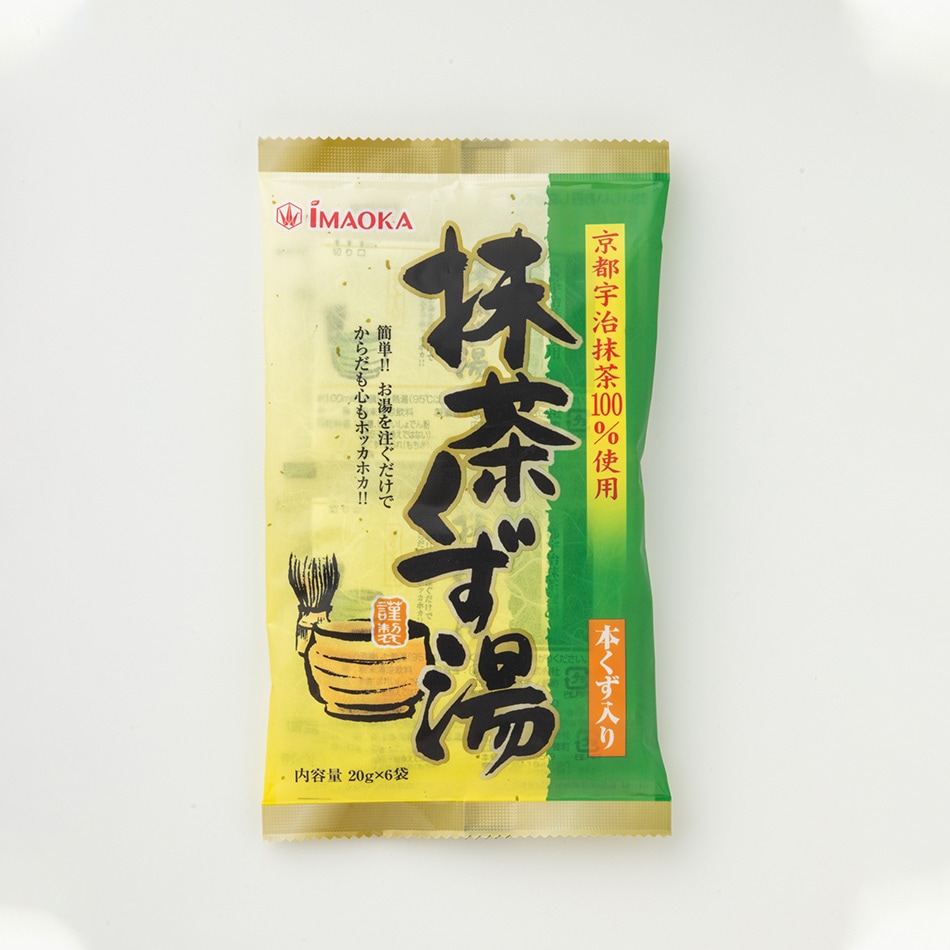 IMAOKA
京都宇治抹茶100%使用
抹茶くず湯
簡単!! お湯を注ぐだけで
からだも心もホッカホカ!!
謹製
本くず入り
内容量 20g×6袋